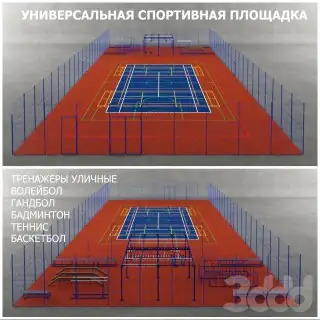 УНИВЕРСАЛЬНАЯ СПОРТИВНАЯ ПЛОЩАДКА
ТРЕНАЖЕРЫ УЛИЧНЫЕ
ВОЛЕЙБОЛ
ГАНДБОЛ
БАДМИНТОН
ТЕННИС
БАСКЕТБОЛ
3ddd